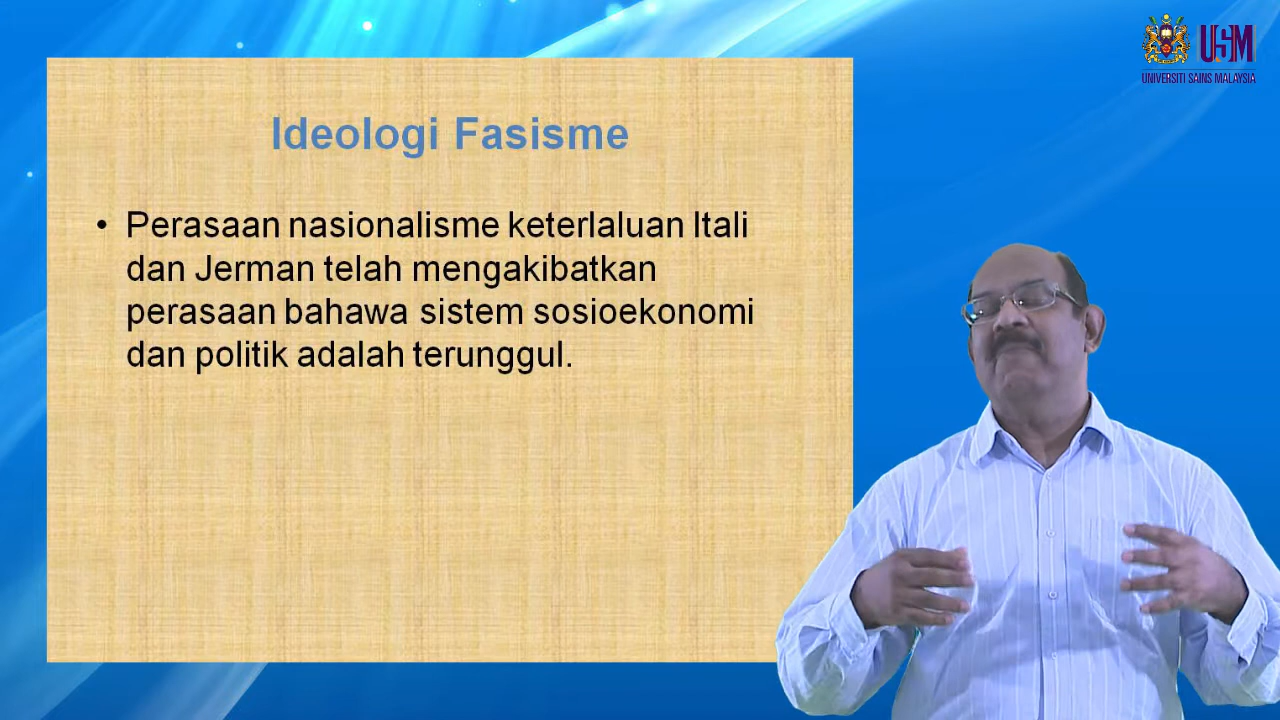 USM
UNIVERSITI SAINS MALAYSIA
Ideologi Fasisme
• Perasaan nasionalisme keterlaluan Itali
dan Jerman telah mengakibatkan
perasaan bahawa sistem sosioekonomi
dan politik adalah terunggul.